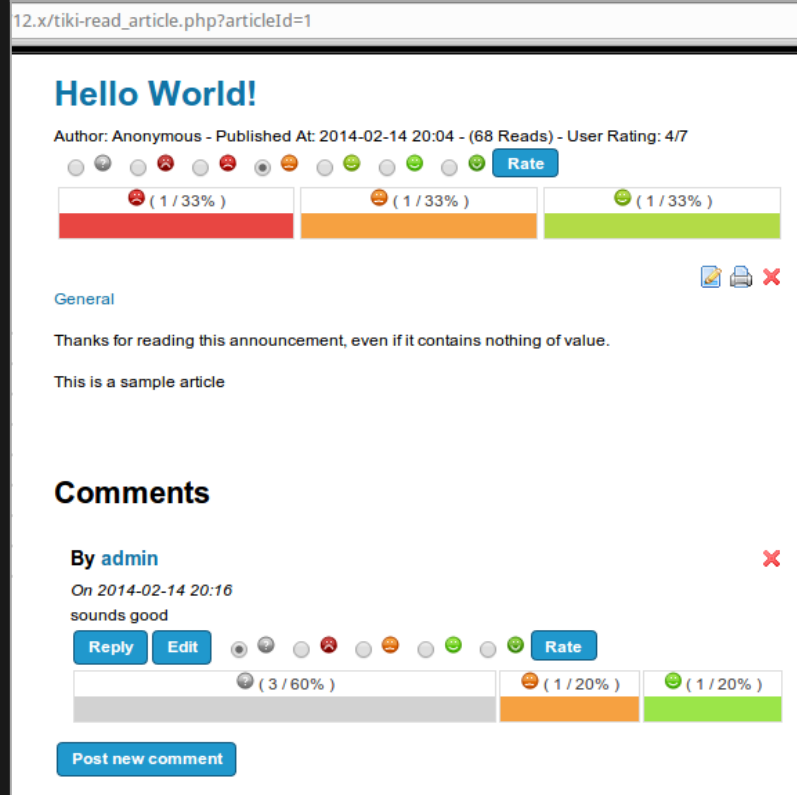 12.x/tiki-read_article.php?articleId=1
Hello World!
Author: Anonymous - Published At: 2014-02-14 20:04 - (68 Reads) - User Rating: 4/7
Rate
( 1 / 33% ) ( 1 / 33% ) ( 1 / 33% )
General
Thanks for reading this announcement, even if it contains nothing of value.
This is a sample article
Comments
By admin
On 2014-02-14 20:16
sounds good
Reply Edit Rate
( 3 / 60% ) ( 1 / 20% ) ( 1 / 20% )
Post new comment